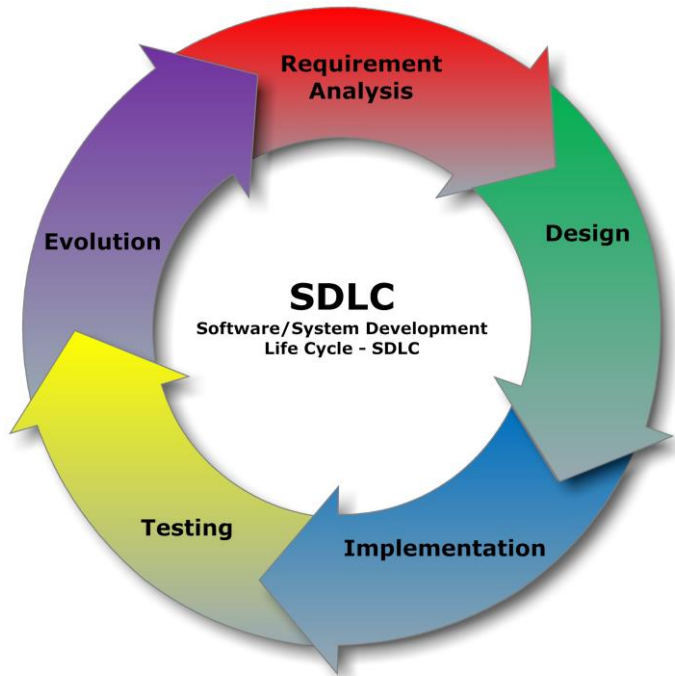 Requirement
Analysis
Design
Evolution
SDLC
Software/System Development
Life Cycle - SDLC
Testing
Implementation